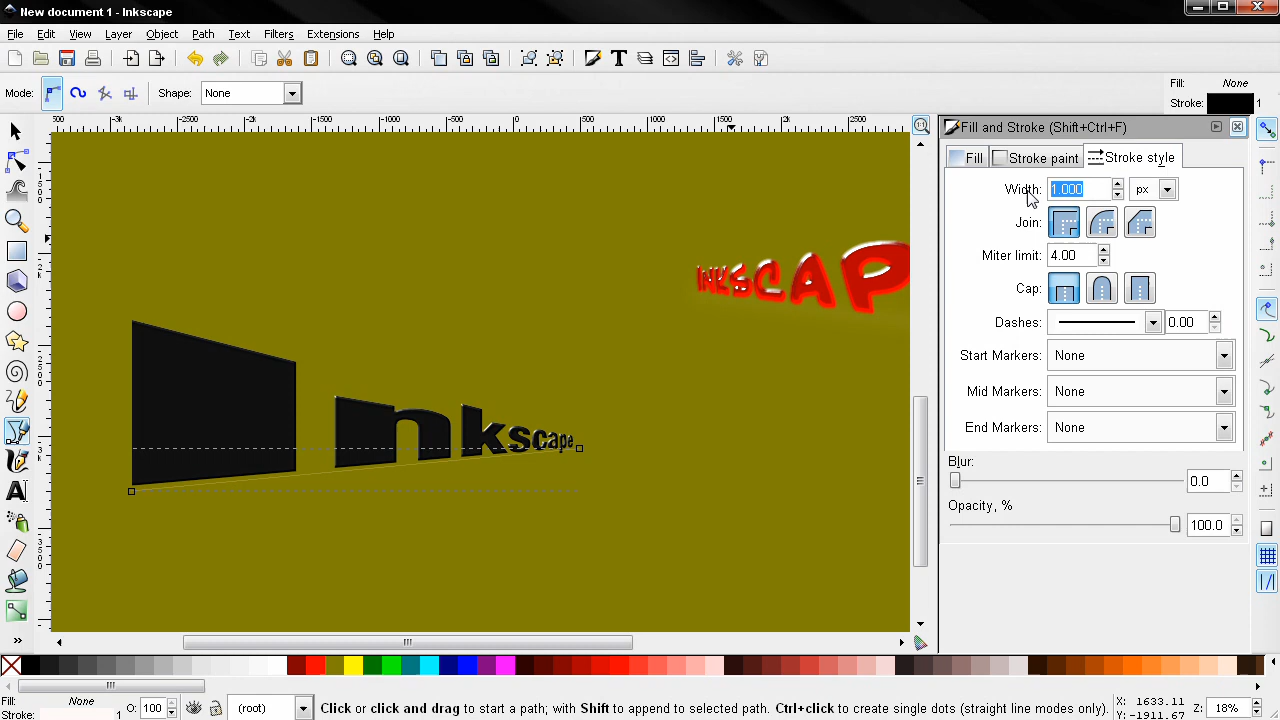 New document 1 - Inkscape
File Edit View Layer Object Path Text Filters Extensions Help
Mode: Shape: None
Fill: None
Stroke: 1
Fill and Stroke (Shift+Ctrl+F)
Fill Stroke paint Stroke style
Width: 1.000 px
Join:
Miter limit: 4.00
Cap:
Dashes: 0.00
Start Markers: None
Mid Markers: None
End Markers: None
Blur:
0.0
Opacity, %
100.0
INKSCAP
Inkscape
Fill: None
Stroke: 1
O: 100
(root)
Click or click and drag to start a path; with Shift to append to selected path. Ctrl+click to create single dots (straight line modes only).
X: 1633.11
Y: -1911.67
Z: 18%